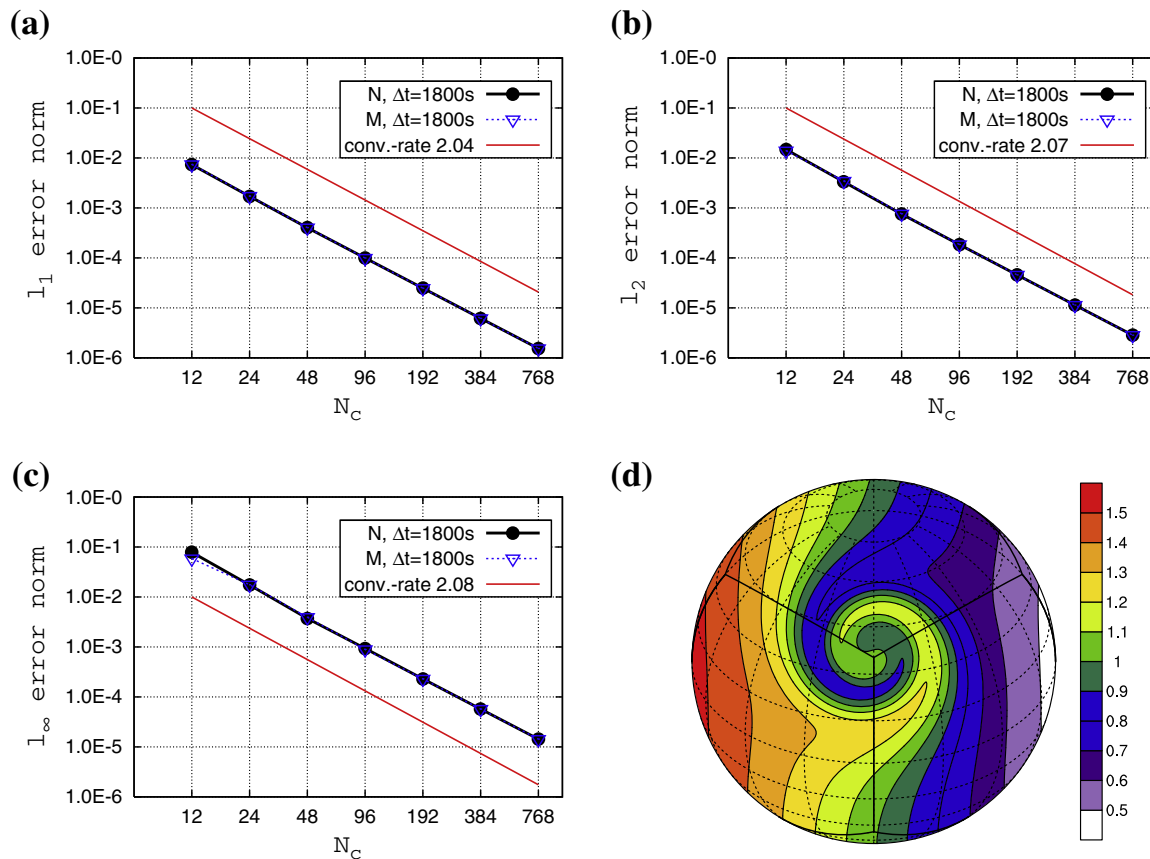 (a)
1.0E-0
1.0E-1
1.0E-2
1.0E-3
1.0E-4
1.0E-5
1.0E-6
l1 error norm
N, Δt=1800s
M, Δt=1800s
conv.-rate 2.04
12 24 48 96 192 384 768
Nc
(b)
1.0E-0
1.0E-1
1.0E-2
1.0E-3
1.0E-4
1.0E-5
1.0E-6
l2 error norm
N, Δt=1800s
M, Δt=1800s
conv.-rate 2.07
12 24 48 96 192 384 768
Nc
(c)
1.0E-0
1.0E-1
1.0E-2
1.0E-3
1.0E-4
1.0E-5
1.0E-6
l∞ error norm
N, Δt=1800s
M, Δt=1800s
conv.-rate 2.08
12 24 48 96 192 384 768
Nc
(d)
1.5
1.4
1.3
1.2
1.1
1
0.9
0.8
0.7
0.6
0.5